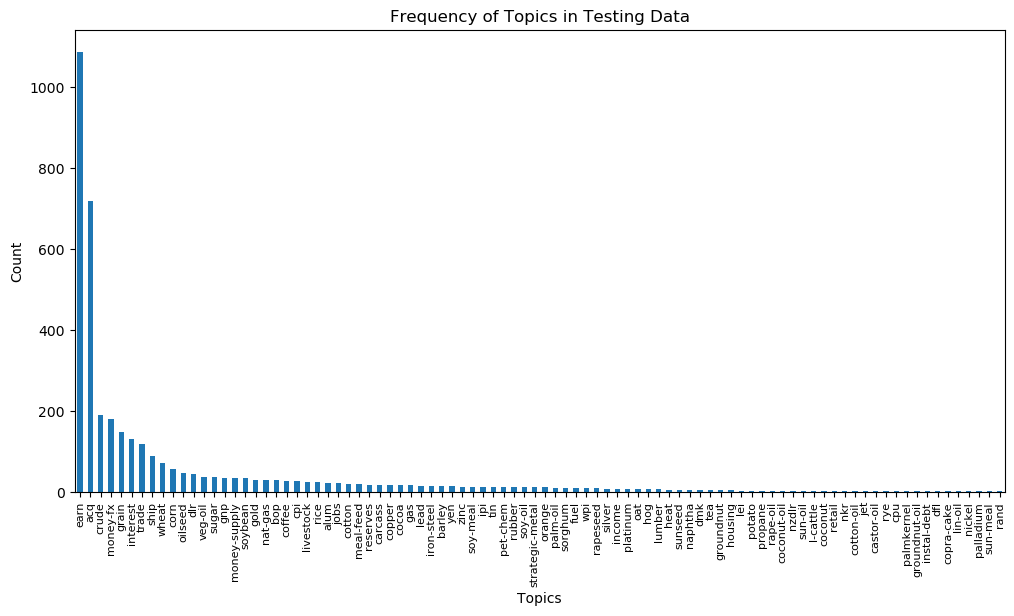 Frequency of Topics in Testing Data
Count
1000
800
600
400
200
0
earn
acq
crude
money-fx
grain
interest
trade
ship
wheat
corn
oilseed
dlr
veg-oil
sugar
gnp
money-supply
soybean
gold
nat-gas
bop
coffee
cpi
livestock
rice
alum
jobs
cotton
meal-feed
reserves
carcass
copper
cocoa
gas
lead
iron-steel
barley
yen
zinc
soy-meal
ipi
tin
pet-chem
rubber
soy-oil
strategic-metal
orange
palm-oil
sorghum
fuel
wpi
rapeseed
silver
income
platinum
oat
hog
lumber
heat
sunseed
naphtha
dmk
tea
groundnut
housing
lei
potato
propane
rape-oil
coconut-oil
nzdlr
sun-oil
l-cattle
coconut
retail
nkr
cotton-oil
jet
castor-oil
rye
cpu
palmkernel
groundnut-oil
instal-debt
dfl
copra-cake
lin-oil
nickel
palladium
sun-meal
rand
Topics